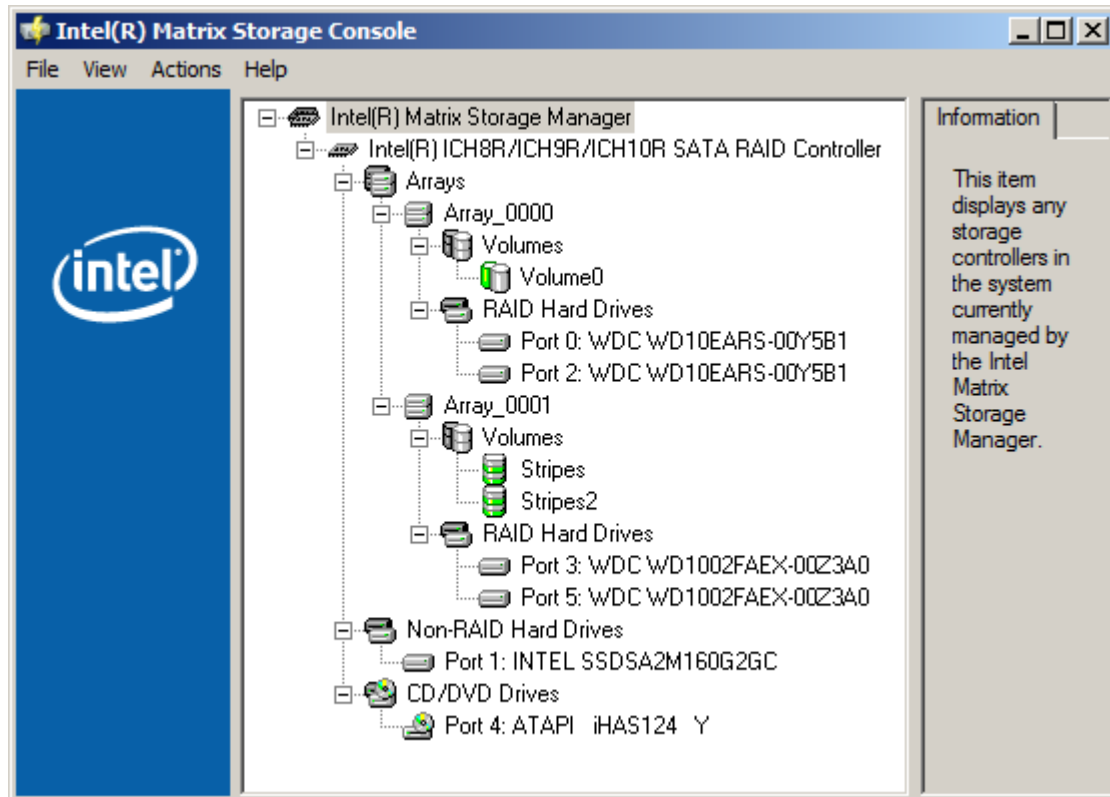 Intel(R) Matrix Storage Console
File View Actions Help
intel
Intel(R) Matrix Storage Manager
Intel(R) ICH8R/ICH9R/ICH10R SATA RAID Controller
Arrays
Array_0000
Volumes
Volume0
RAID Hard Drives
Port 0: WDC WD10EARS-00Y5B1
Port 2: WDC WD10EARS-00Y5B1
Array_0001
Volumes
Stripes
Stripes2
RAID Hard Drives
Port 3: WDC WD1002FAEX-00Z3A0
Port 5: WDC WD1002FAEX-00Z3A0
Non-RAID Hard Drives
Port 1: INTEL SSDSA2M160G2GC
CD/DVD Drives
Port 4: ATAPI iHAS124 Y
Information
This item
displays any
storage
controllers in
the system
currently
managed by
the Intel
Matrix
Storage
Manager.